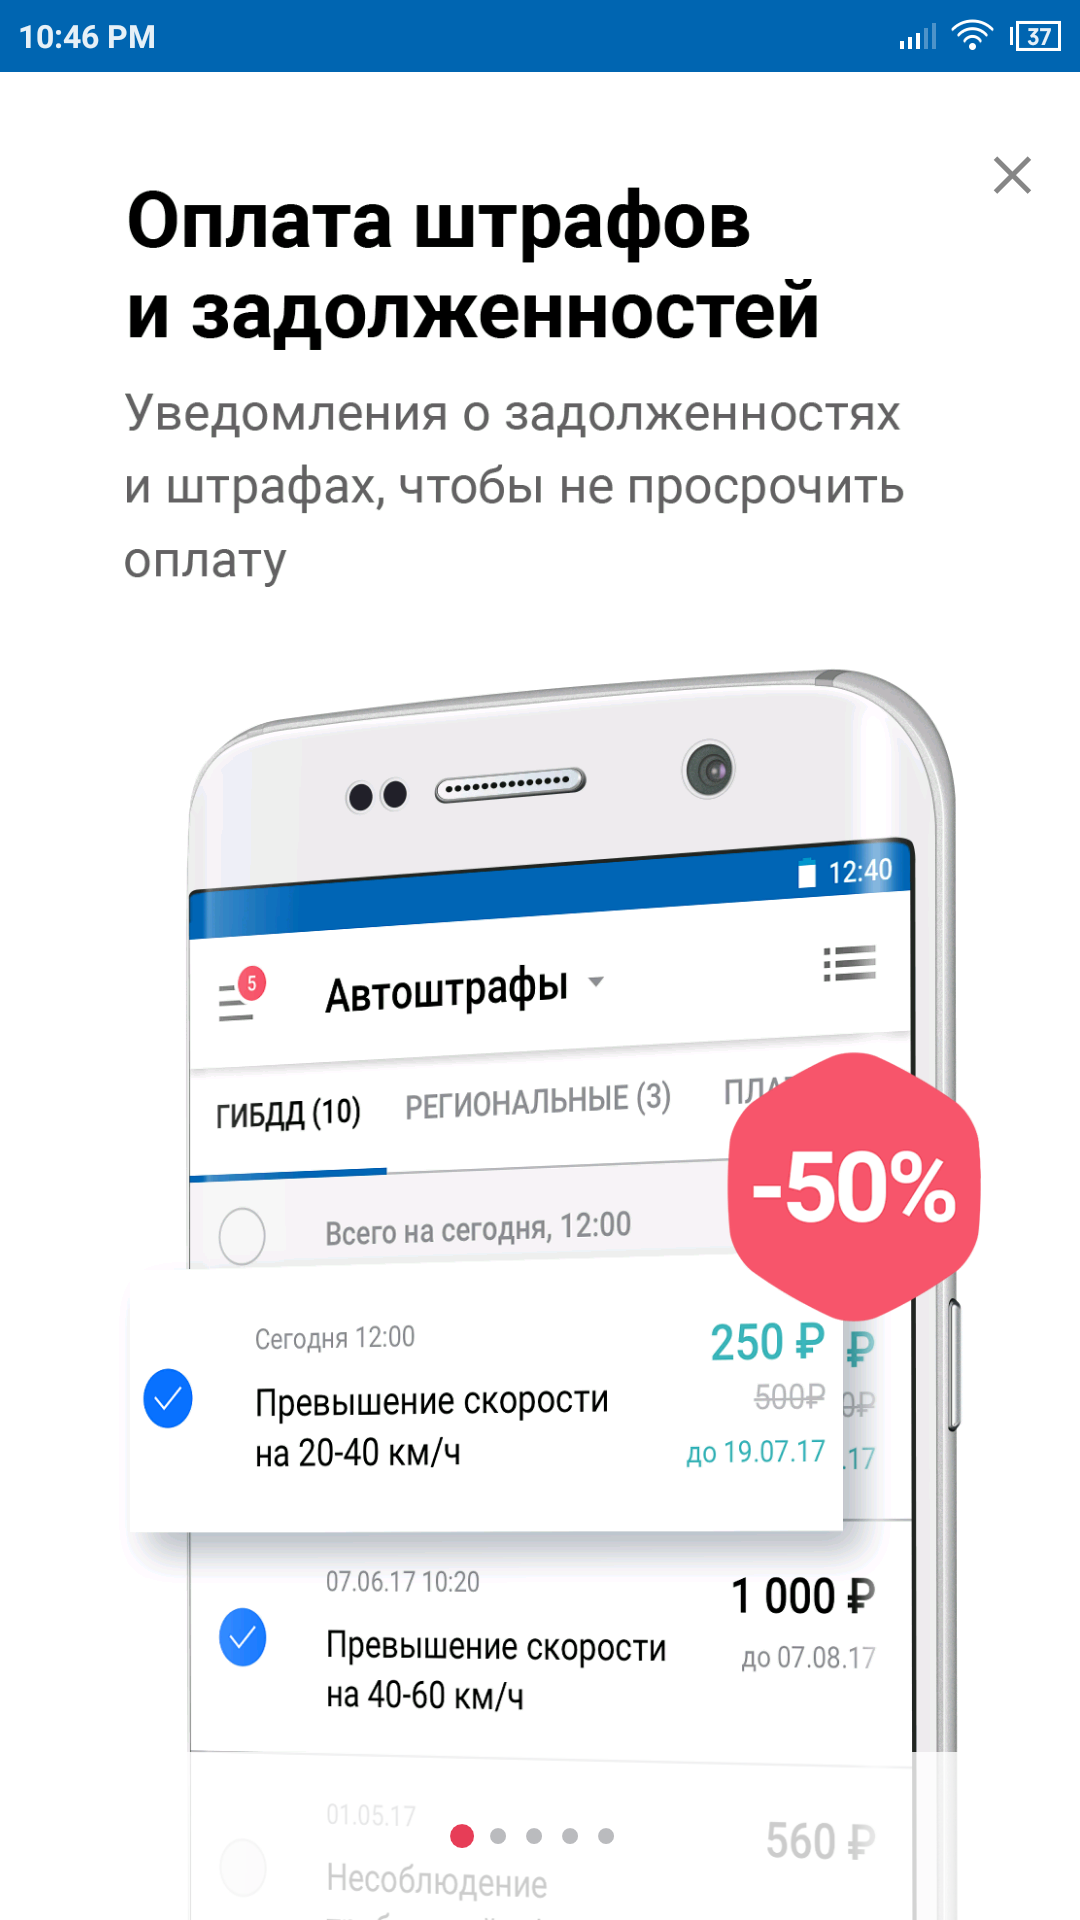 10:46 PM
37
Оплата штрафов
и задолженностей
Уведомления о задолженностях
и штрафах, чтобы не просрочить
оплату
12:40
5
Автоштрафы
ГИБДД (10)
РЕГИОНАЛЬНЫЕ (3)
-50%
Всего на сегодня, 12:00
Сегодня 12:00
250 ₽
₽
Превышение скорости
500₽
0₽
на 20-40 км/ч
до 19.07.17
.17
07.06.17 10:20
1 000 ₽
Превышение скорости
до 07.08.17
на 40-60 км/ч
01.05.17
560 ₽
Несоблюдение